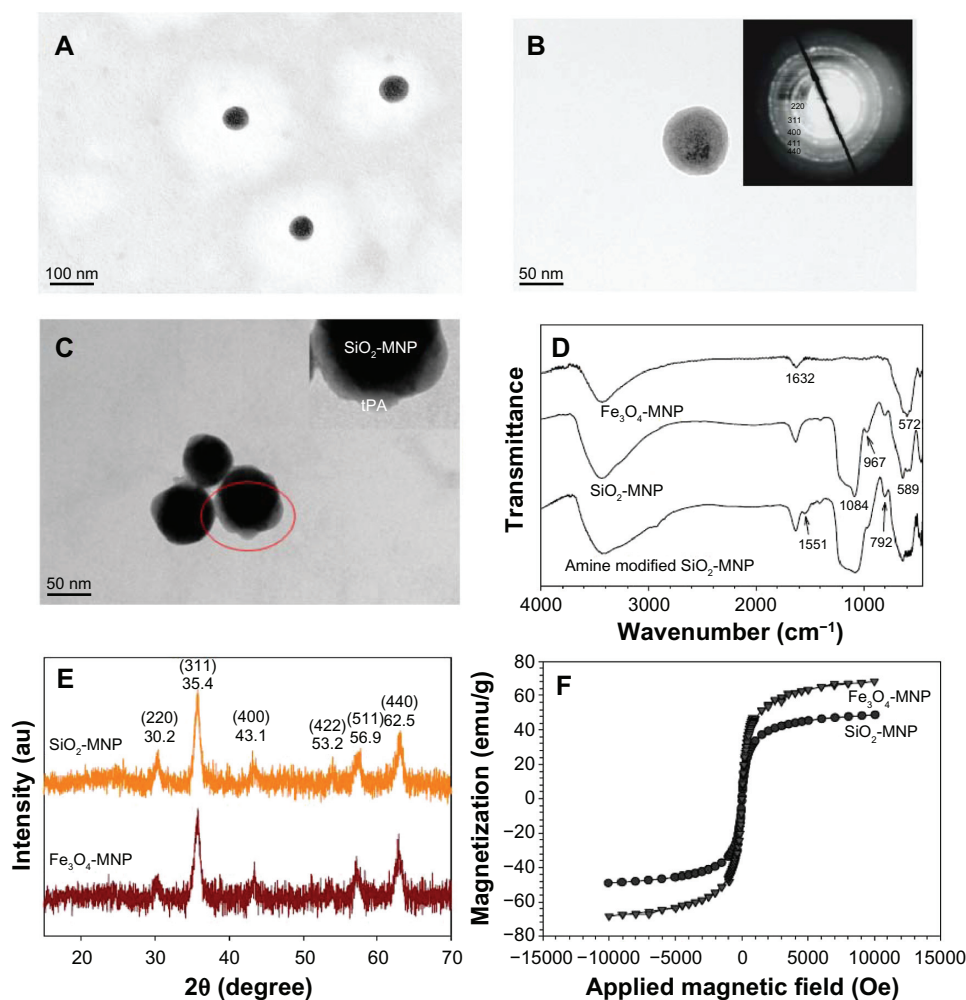 A
100 nm
B
220
311
400
411
440
50 nm
C
SiO₂-MNP
tPA
50 nm
D
Transmittance
1632
Fe₃O₄-MNP
572
967
SiO₂-MNP
1084
589
1551
792
Amine modified SiO₂-MNP
4000
3000
2000
1000
Wavenumber (cm⁻¹)
E
Intensity (au)
(311)
35.4
(220)
30.2
(400)
43.1
(422)
53.2
(511)
56.9
(440)
62.5
SiO₂-MNP
Fe₃O₄-MNP
20
30
40
50
60
70
2θ (degree)
F
Magnetization (emu/g)
80
60
40
20
0
−20
−40
−60
−80
Fe₃O₄-MNP
SiO₂-MNP
−15000
−10000
−5000
0
5000
10000
15000
Applied magnetic field (Oe)